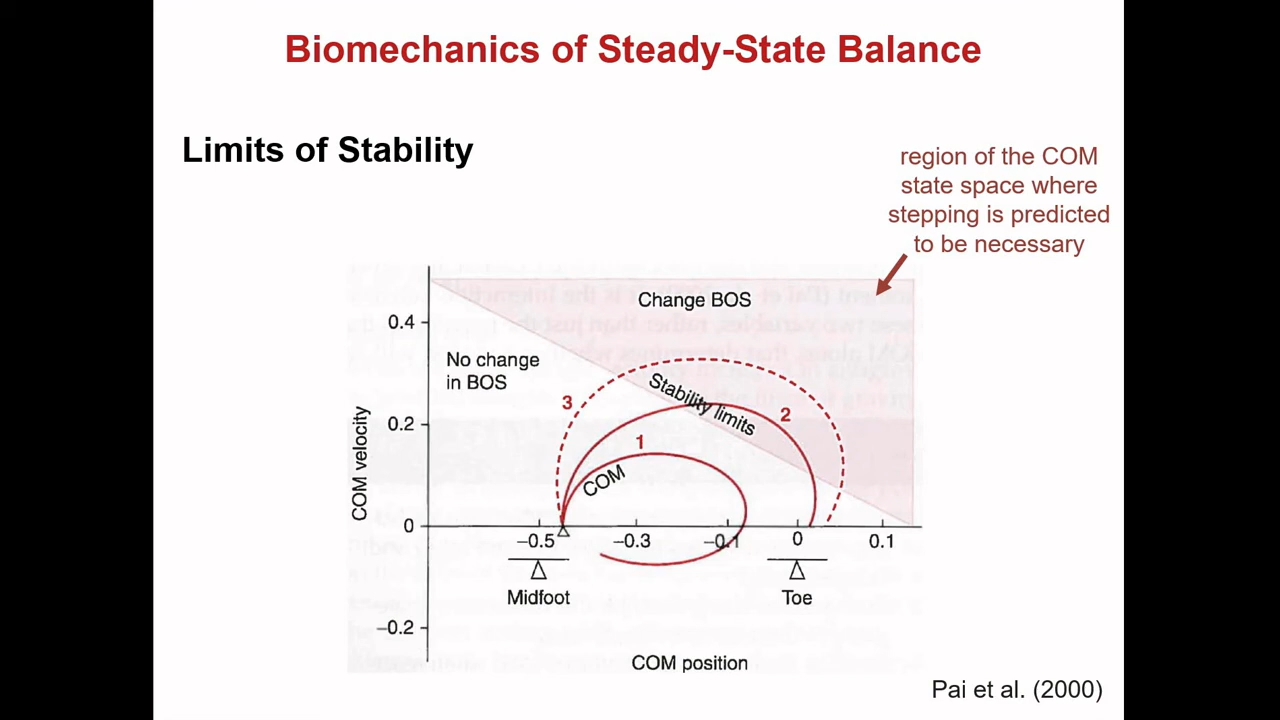 Biomechanics of Steady-State Balance
Limits of Stability
region of the COM
state space where
stepping is predicted
to be necessary
Change BOS
0.4
No change
in BOS
3
Stability limits
2
0.2
1
COM
COM velocity
0
−0.5
−0.3
−0.1
0
0.1
Midfoot
Toe
−0.2
COM position
Pai et al. (2000)